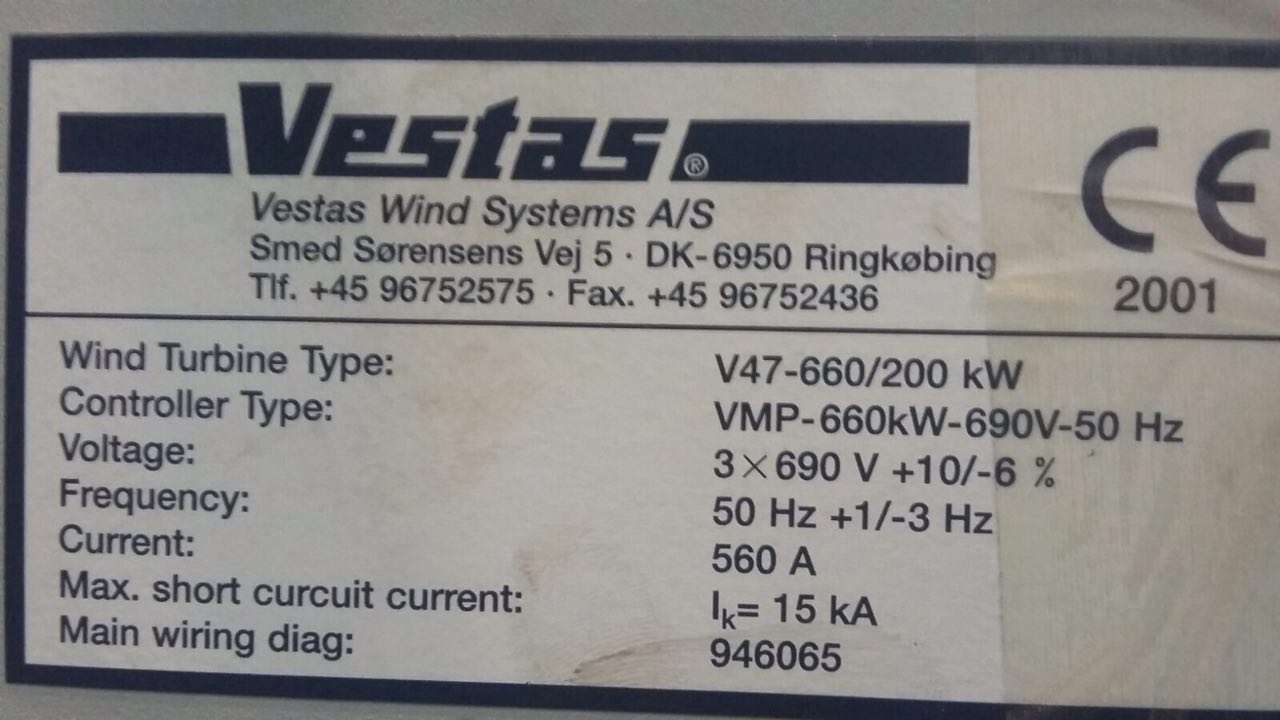 Vestas®
Vestas Wind Systems A/S
Smed Sørensens Vej 5 · DK-6950 Ringkøbing
Tlf. +45 96752575 · Fax. +45 96752436
CE
2001
Wind Turbine Type: V47-660/200 kW
Controller Type: VMP-660kW-690V-50 Hz
Voltage: 3×690 V +10/-6 %
Frequency: 50 Hz +1/-3 Hz
Current: 560 A
Max. short curcuit current: Ik= 15 kA
Main wiring diag: 946065